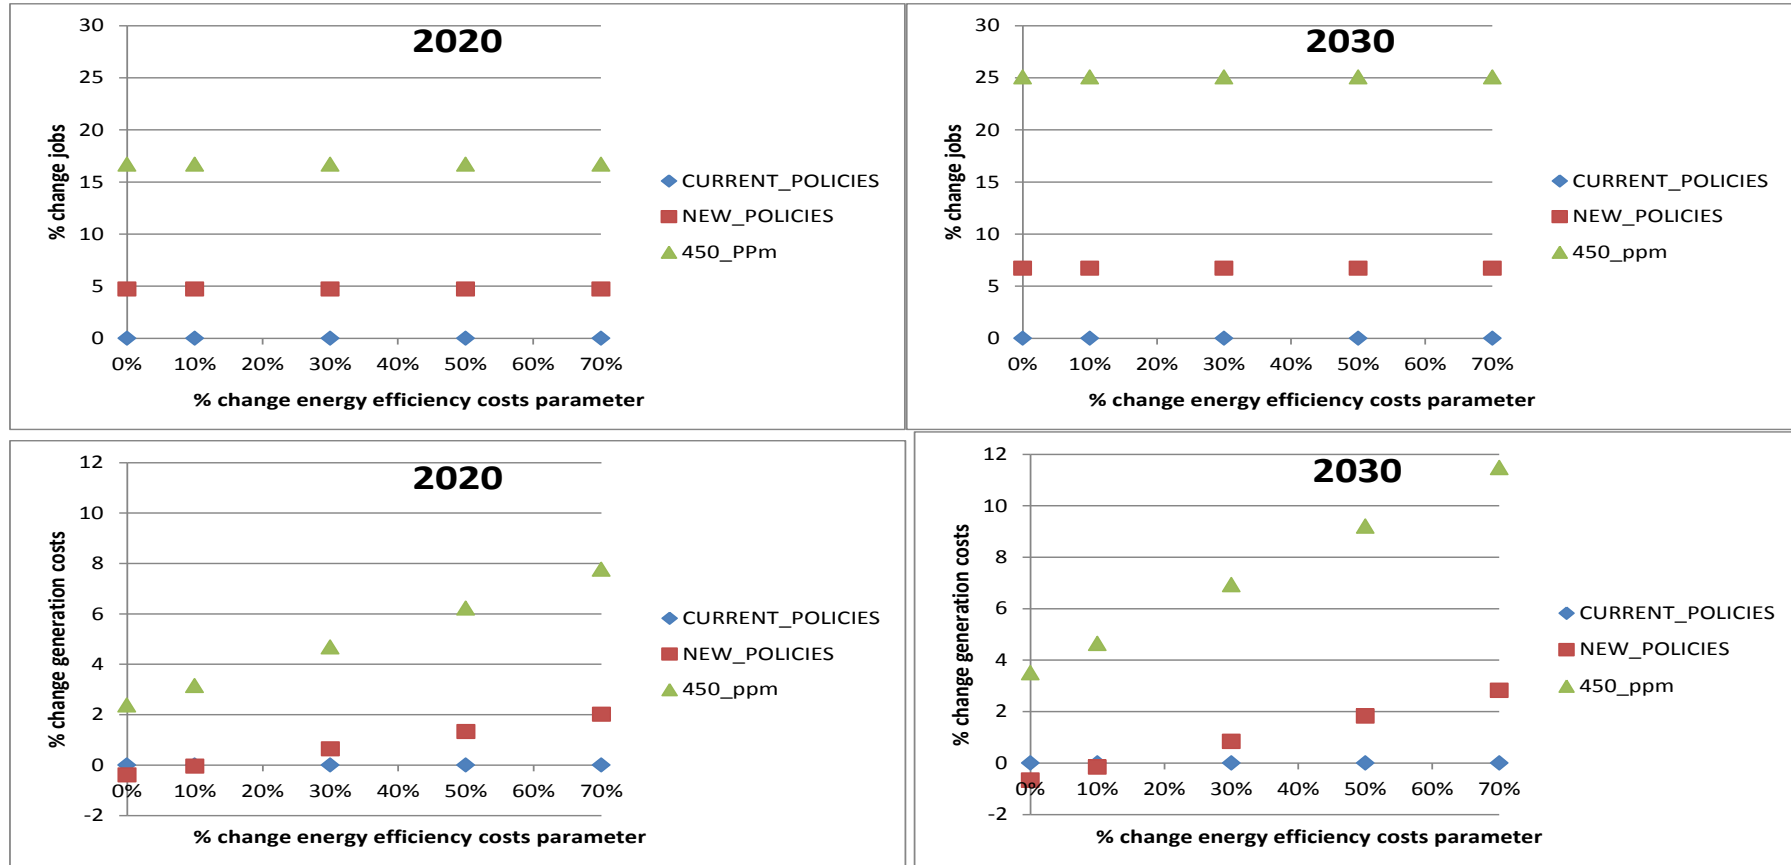 2020
% change jobs
30
25
20
15
10
5
0
0% 10% 20% 30% 40% 50% 60% 70%
% change energy efficiency costs parameter
CURRENT_POLICIES
NEW_POLICIES
450_PPm
2030
% change jobs
30
25
20
15
10
5
0
0% 10% 20% 30% 40% 50% 60% 70%
% change energy efficiency costs parameter
CURRENT_POLICIES
NEW_POLICIES
450_ppm
2020
% change generation costs
12
10
8
6
4
2
0
-2
0% 10% 20% 30% 40% 50% 60% 70%
% change energy efficiency costs parameter
CURRENT_POLICIES
NEW_POLICIES
450_ppm
2030
% change generation costs
12
10
8
6
4
2
0
-2
0% 10% 20% 30% 40% 50% 60% 70%
% change energy efficiency costs parameter
CURRENT_POLICIES
NEW_POLICIES
450_ppm